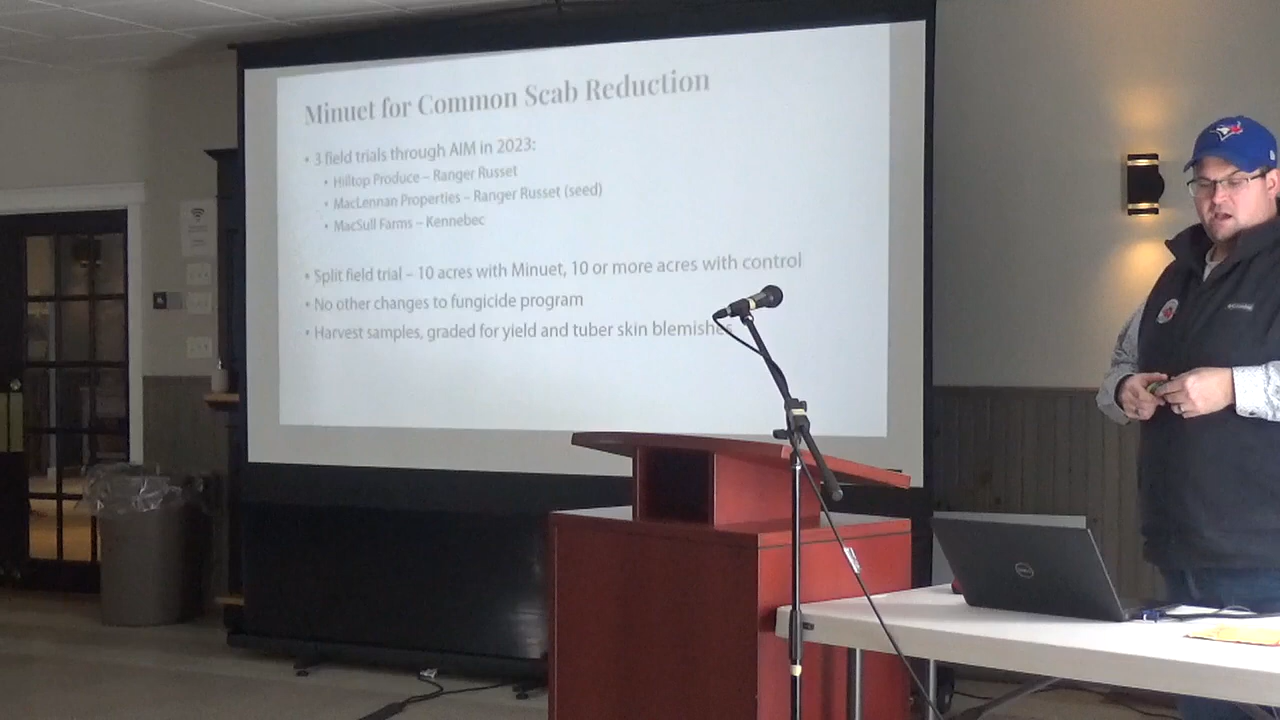 Minuet for Common Scab Reduction
• 3 field trials through AIM in 2023:
• Hilltop Produce – Ranger Russet
• MacLennan Properties – Ranger Russet (seed)
• MacSull Farms – Kennebec
• Split field trial – 10 acres with Minuet, 10 or more acres with control
• No other changes to fungicide program
• Harvest samples, graded for yield and tuber skin blemishes
Columbia
DELL